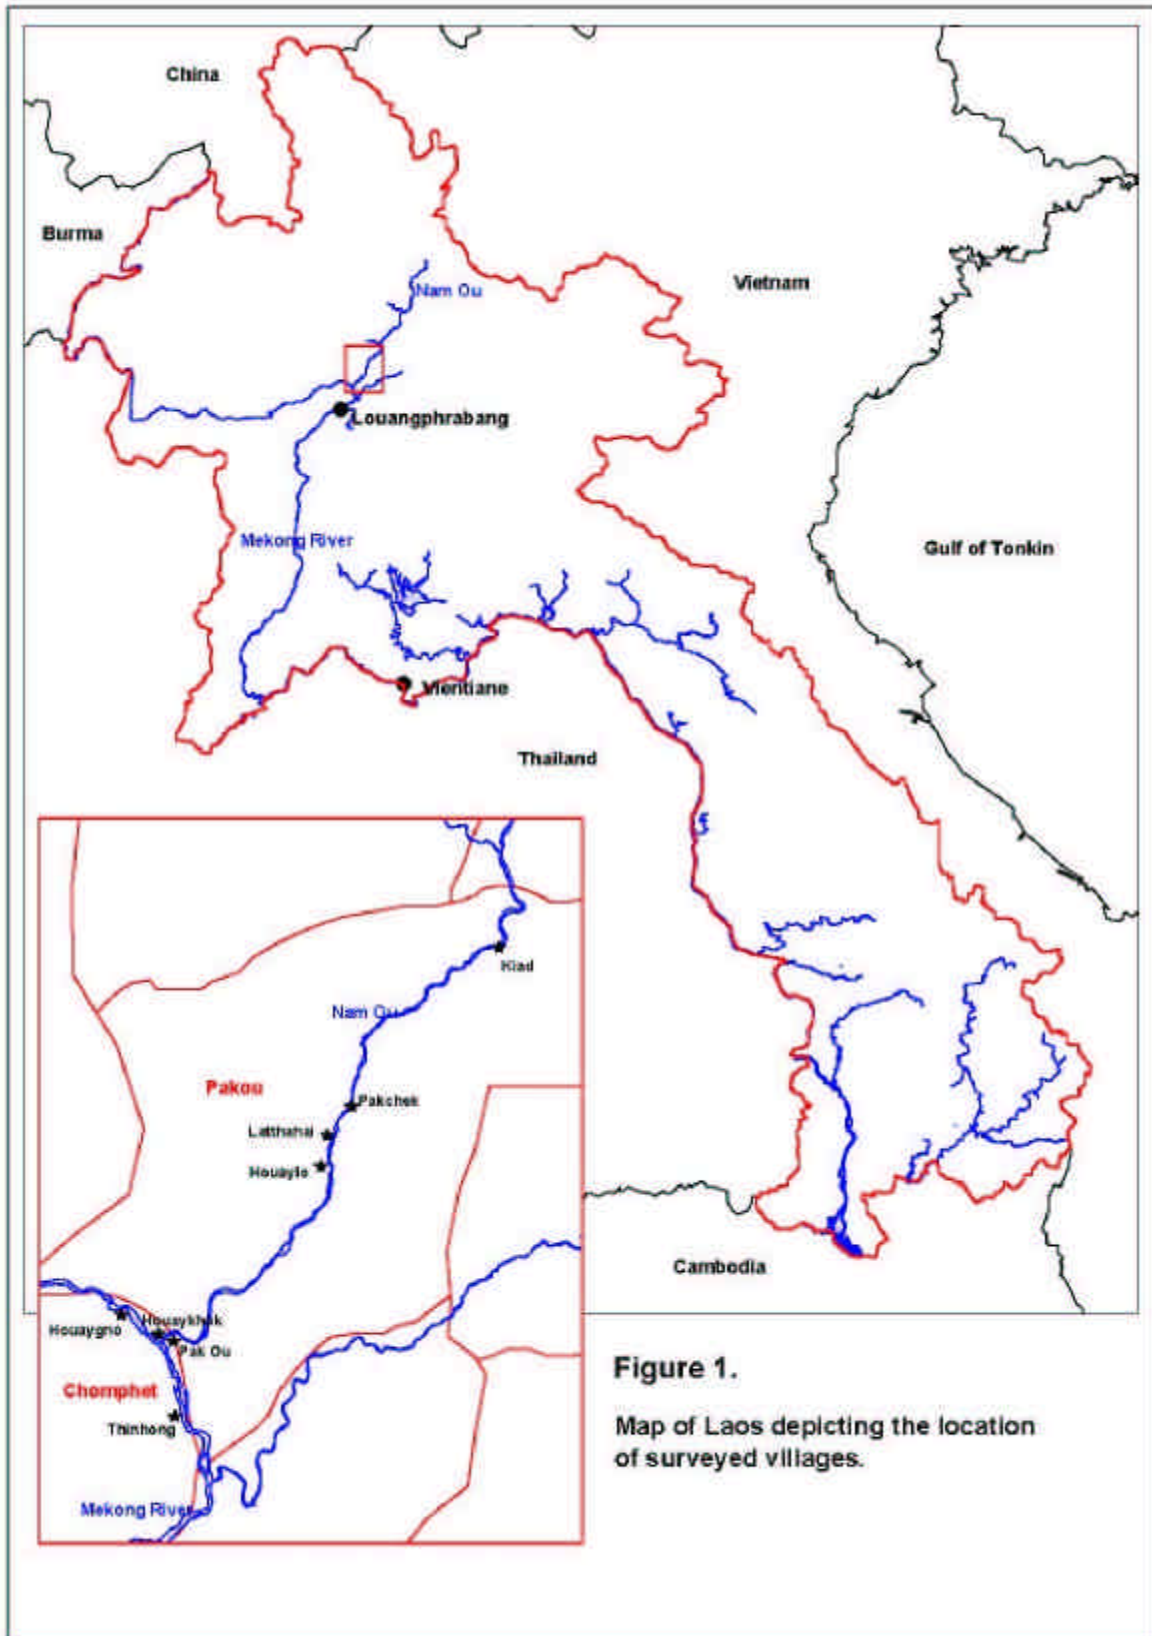 China
Burma
Nam Ou
Vietnam
Louangphrabang
Mekong River
Gulf of Tonkin
Vientiane
Thailand
Kiad
Nam Ou
Pakou
Pakchek
Latthahai
Houaylo
Cambodia
Houaykhak
Houaygno
Pak Ou
Chomphet
Thinhong
Mekong River
Figure 1.
Map of Laos depicting the location
of surveyed villages.